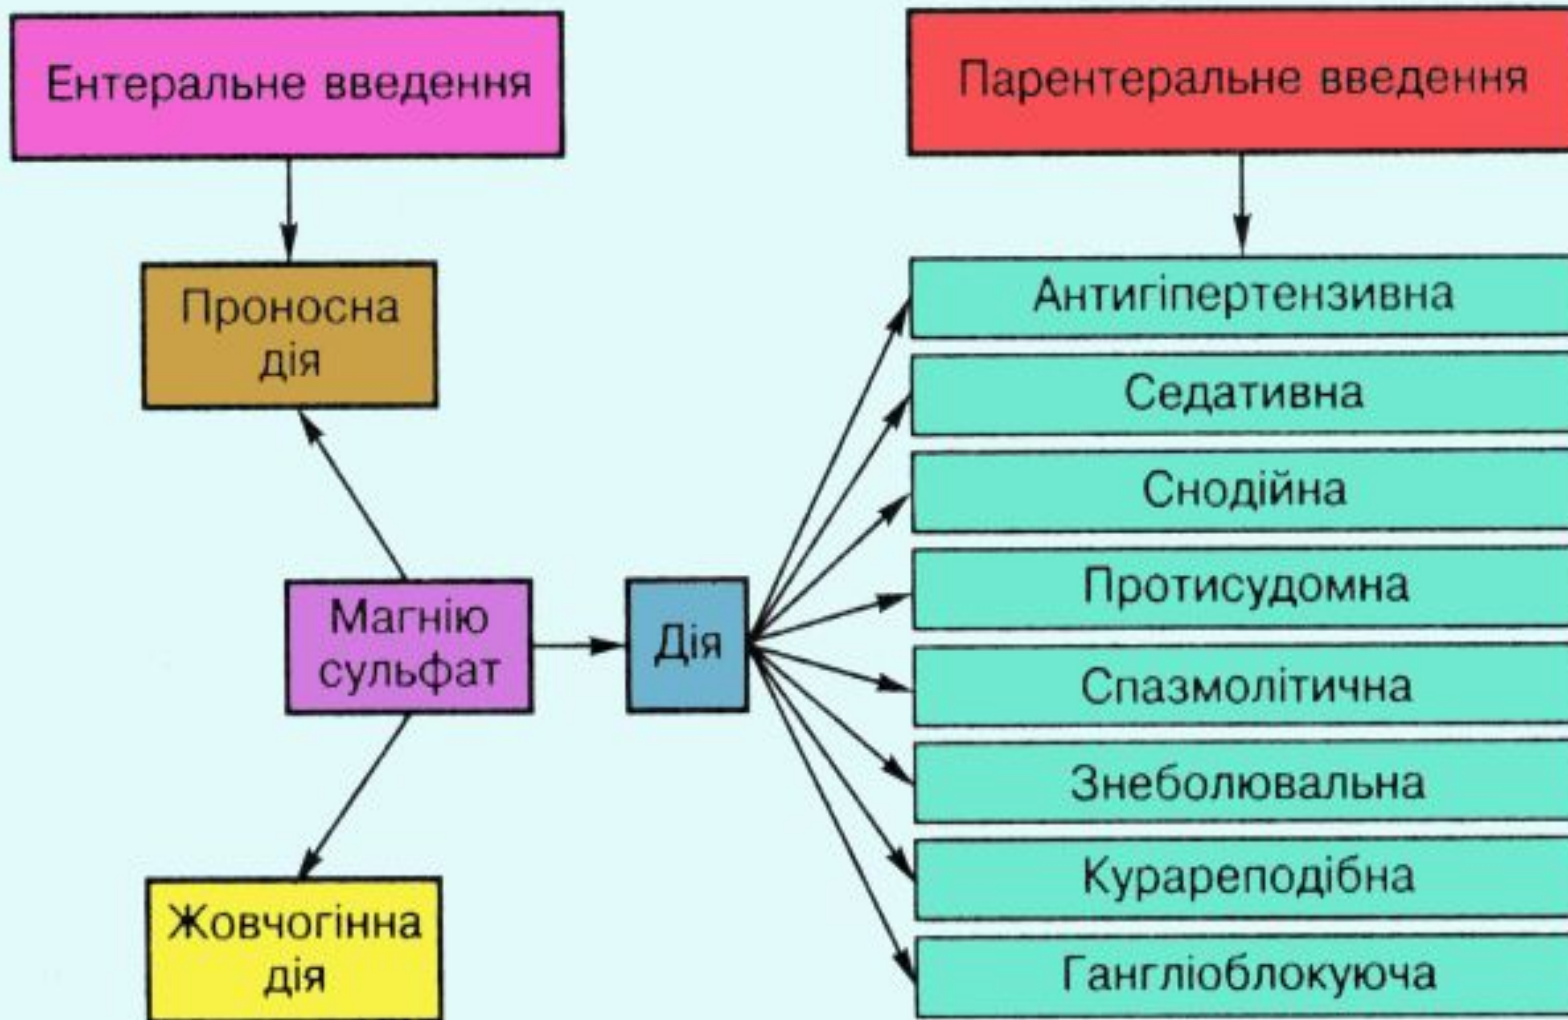 Ентеральне введення
Парентеральне введення
Проносна
дія
Магнію
сульфат
Жовчогінна
дія
Дія
Антигіпертензивна
Седативна
Снодійна
Протисудомна
Спазмолітична
Знеболювальна
Курареподібна
Гангліоблокуюча